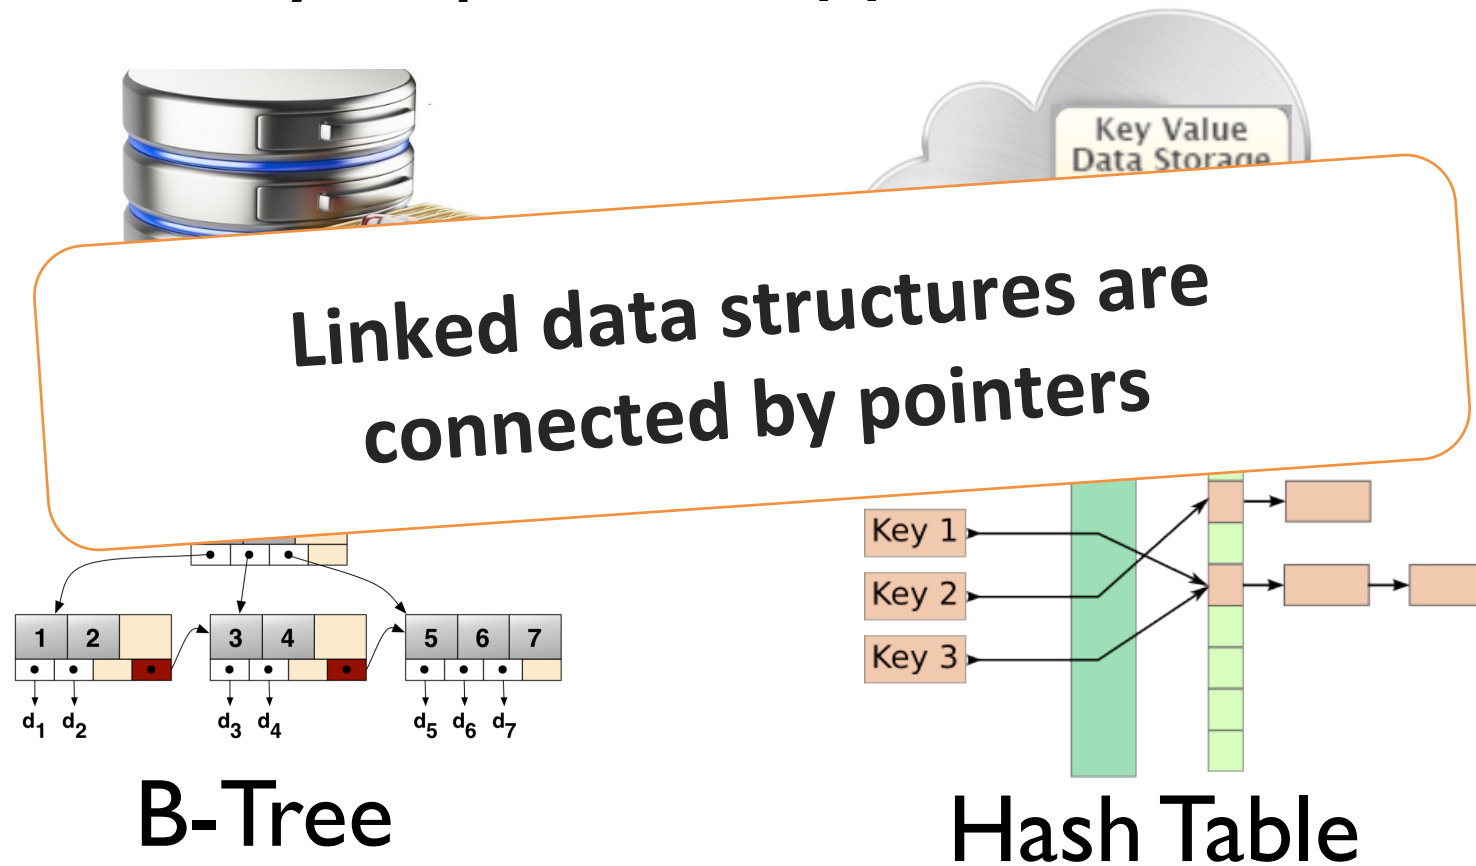 Key Value
Data Storage
Linked data structures are
connected by pointers
Key 1
Key 2
Key 3
1 2 3 4 5 6 7
d1 d2 d3 d4 d5 d6 d7
B-Tree
Hash Table